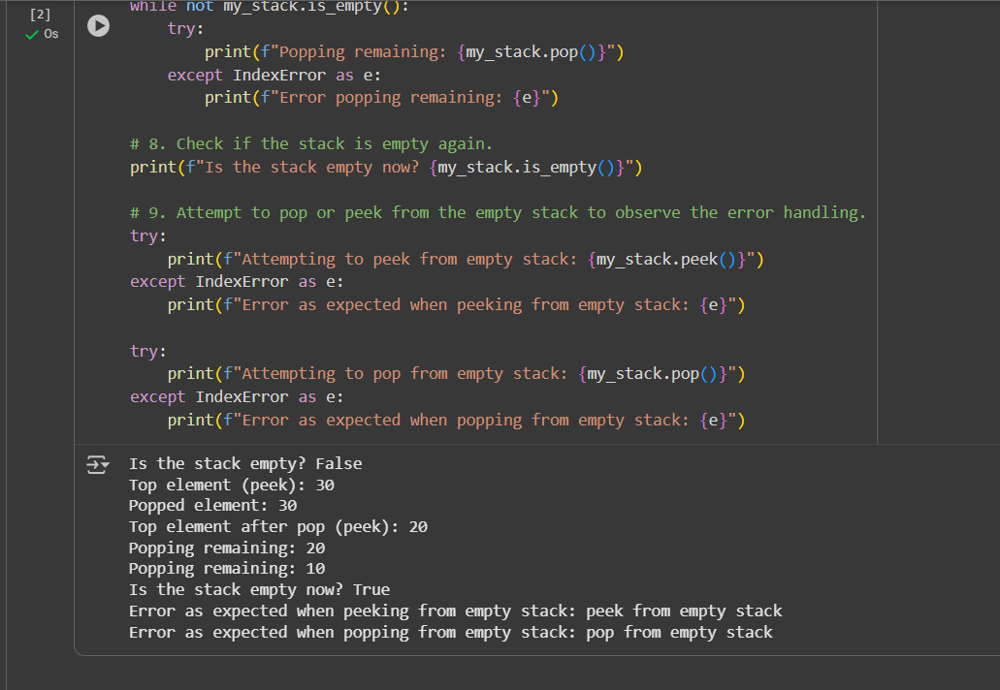 [2]
0s
while not my_stack.is_empty():
    try:
        print(f"Popping remaining: {my_stack.pop()}")
    except IndexError as e:
        print(f"Error popping remaining: {e}")

# 8. Check if the stack is empty again.
print(f"Is the stack empty now? {my_stack.is_empty()}")

# 9. Attempt to pop or peek from the empty stack to observe the error handling.
try:
    print(f"Attempting to peek from empty stack: {my_stack.peek()}")
except IndexError as e:
    print(f"Error as expected when peeking from empty stack: {e}")

try:
    print(f"Attempting to pop from empty stack: {my_stack.pop()}")
except IndexError as e:
    print(f"Error as expected when popping from empty stack: {e}")

Is the stack empty? False
Top element (peek): 30
Popped element: 30
Top element after pop (peek): 20
Popping remaining: 20
Popping remaining: 10
Is the stack empty now? True
Error as expected when peeking from empty stack: peek from empty stack
Error as expected when popping from empty stack: pop from empty stack